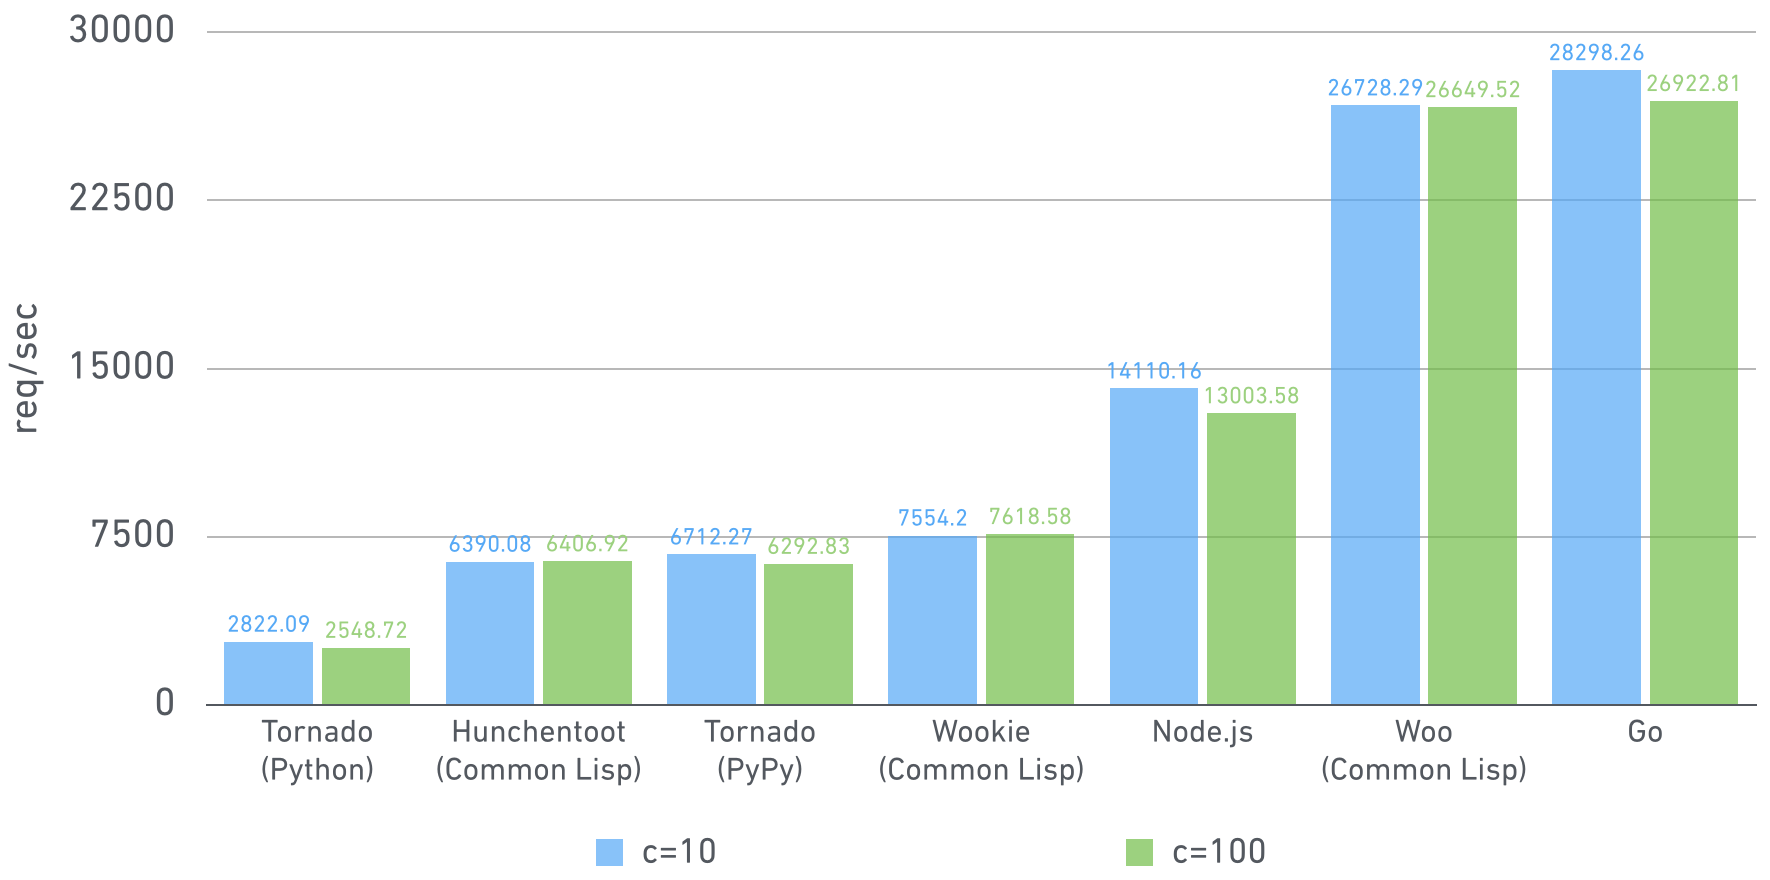 30000
22500
15000
7500
0
req/sec
2822.09
2548.72
6390.08
6406.92
6712.27
6292.83
7554.2
7618.58
14110.16
13003.58
26728.29
26649.52
28298.26
26922.81
Tornado
(Python)
Hunchentoot
(Common Lisp)
Tornado
(PyPy)
Wookie
(Common Lisp)
Node.js
Woo
(Common Lisp)
Go
c=10
c=100